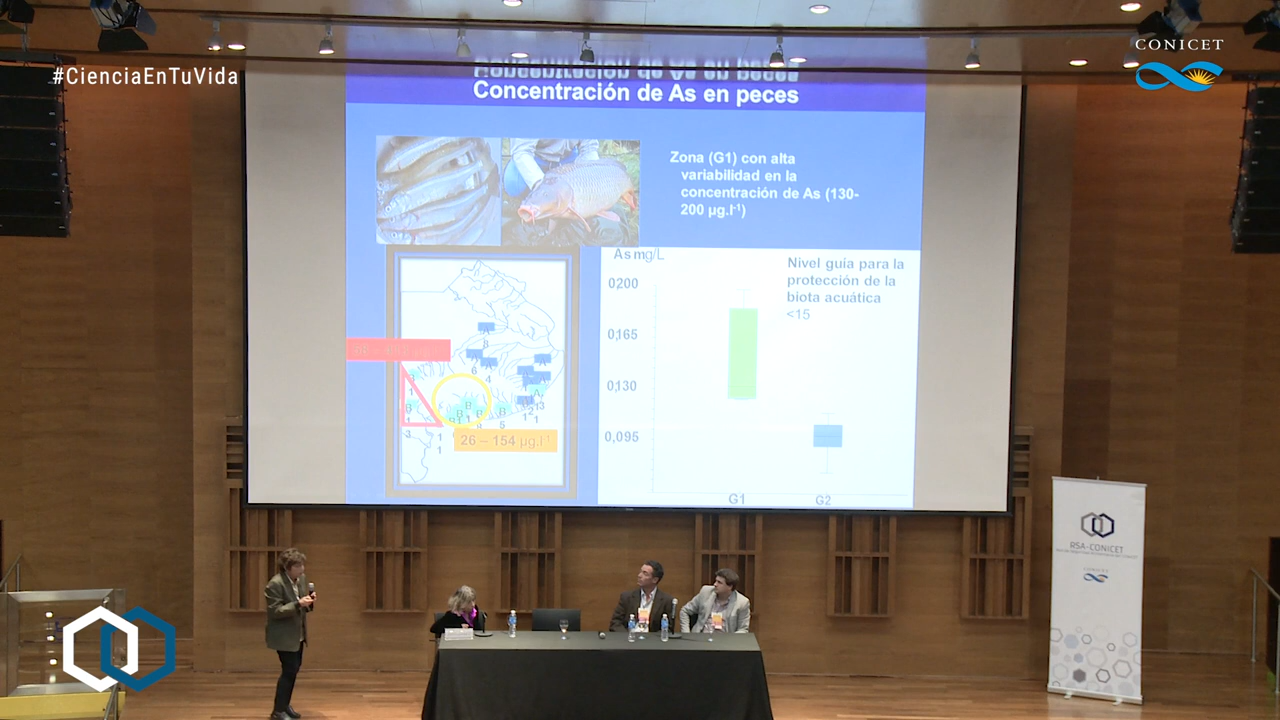 #CienciaEnTuVida
CONICET
Concentración de As en peces
Zona (G1) con alta
variabilidad en la
concentración de As (130-
200 µg.l⁻¹)
As mg/L
Nivel guía para la
protección de la
biota acuática
<15
0200
0,165
0,130
0,095
G1
G2
26 – 154 µg.l⁻¹
RSA-CONICET
CONICET